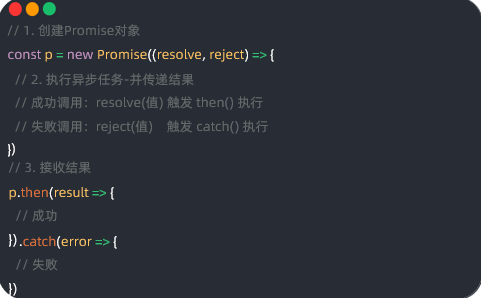 // 1. 创建Promise对象
const p = new Promise((resolve, reject) => {
// 2. 执行异步任务-并传递结果
// 成功调用：resolve(值) 触发 then() 执行
// 失败调用：reject(值) 触发 catch() 执行
})
// 3. 接收结果
p.then(result => {
// 成功
}).catch(error => {
// 失败
})